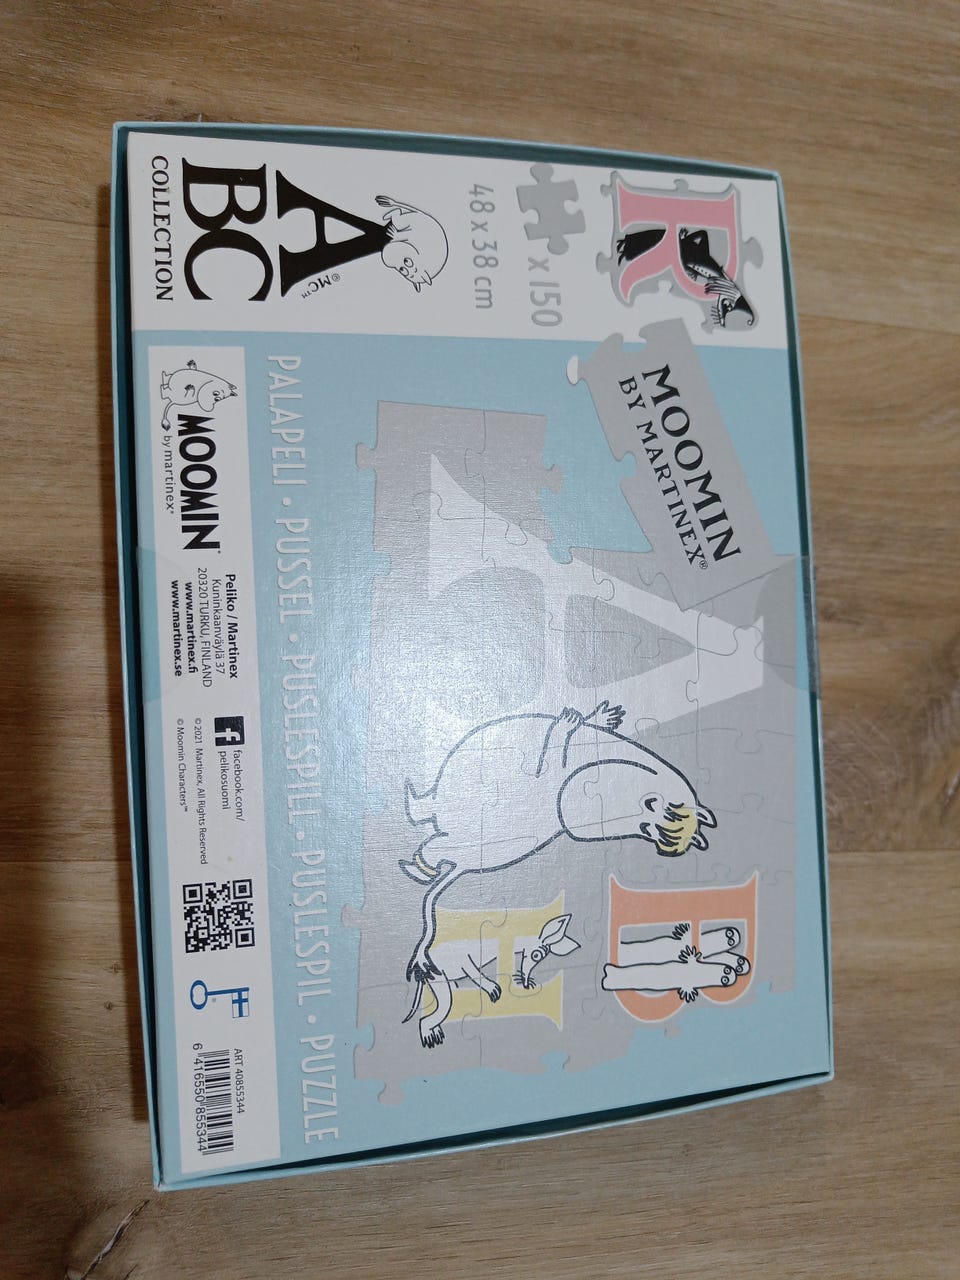 ABC
®MC™
COLLECTION
48 x 38 cm
x 150
R
MOOMIN
BY MARTINEX®
A
B
H
PALAPELI • PUSSEL • PUSLESPILL • PUSLESPIL • PUZZLE
MOOMIN
by martinex®
Peliko / Martinex
Kuninkaanväylä 37
20320 TURKU, FINLAND
www.martinex.fi
www.martinex.se
facebook.com/
pelikosuomi
© 2021 Martinex, All Rights Reserved
© Moomin Characters™
ART 40855344
6 416550 855344